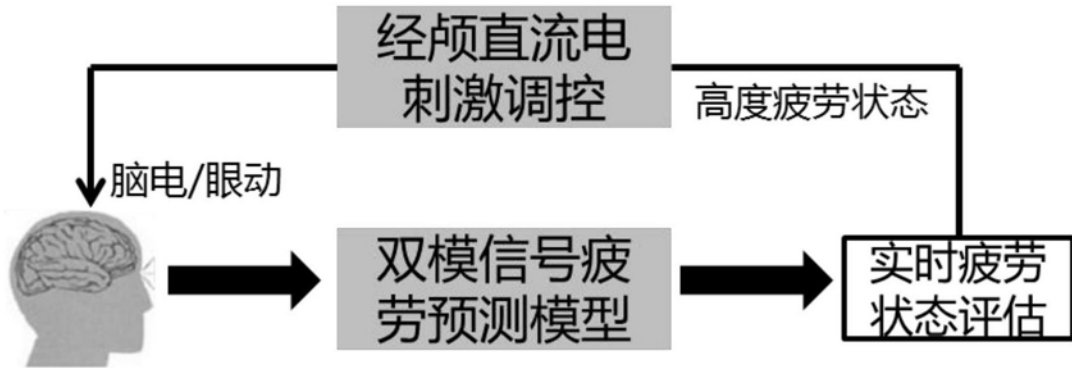 经颅直流电
刺激调控
高度疲劳状态
脑电/眼动
双模信号疲
劳预测模型
实时疲劳
状态评估